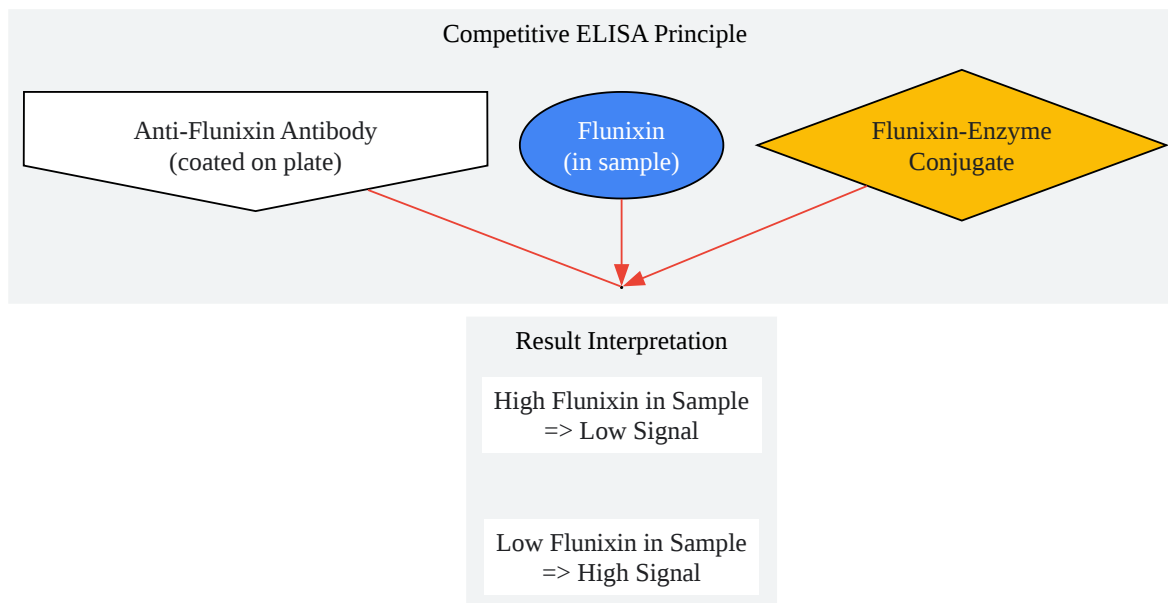 Competitive ELISA Principle
Anti-Flunixin Antibody
(coated on plate)
Flunixin
(in sample)
Flunixin-Enzyme
Conjugate
Result Interpretation
High Flunixin in Sample
=> Low Signal
Low Flunixin in Sample
=> High Signal